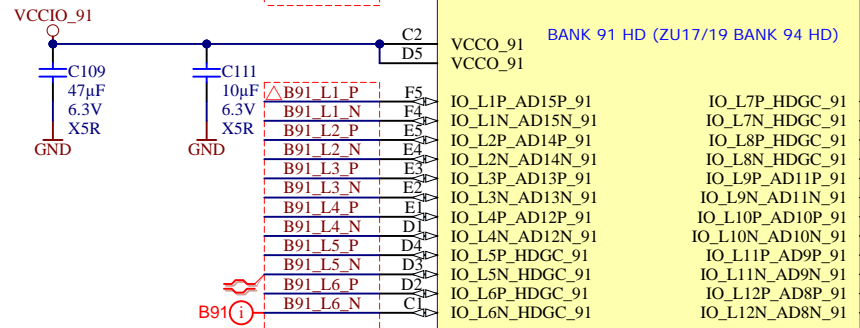 VCCIO_91
C109
47µF
6.3V
X5R
GND
C111
10µF
6.3V
X5R
GND
BANK 91 HD (ZU17/19 BANK 94 HD)
C2 VCCO_91
D5 VCCO_91
B91_L1_P F5 IO_L1P_AD15P_91 IO_L7P_HDGC_91
B91_L1_N F4 IO_L1N_AD15N_91 IO_L7N_HDGC_91
B91_L2_P E5 IO_L2P_AD14P_91 IO_L8P_HDGC_91
B91_L2_N E4 IO_L2N_AD14N_91 IO_L8N_HDGC_91
B91_L3_P E3 IO_L3P_AD13P_91 IO_L9P_AD11P_91
B91_L3_N E2 IO_L3N_AD13N_91 IO_L9N_AD11N_91
B91_L4_P E1 IO_L4P_AD12P_91 IO_L10P_AD10P_91
B91_L4_N D1 IO_L4N_AD12N_91 IO_L10N_AD10N_91
B91_L5_P D4 IO_L5P_HDGC_91 IO_L11P_AD9P_91
B91_L5_N D3 IO_L5N_HDGC_91 IO_L11N_AD9N_91
B91_L6_P D2 IO_L6P_HDGC_91 IO_L12P_AD8P_91
B91_L6_N C1 IO_L6N_HDGC_91 IO_L12N_AD8N_91
B91 i